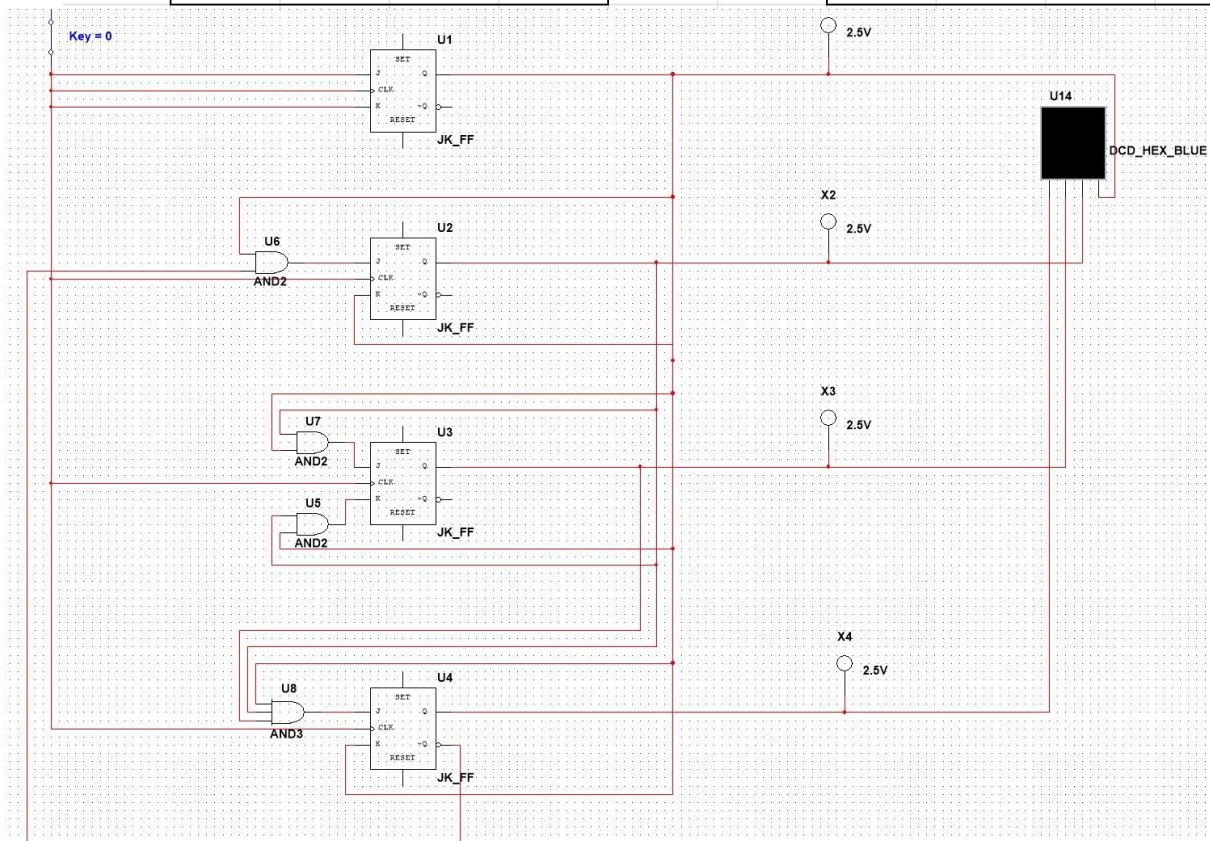 Key = 0
2.5V
U1
SET
J
Q
CLK
K
~Q
RESET
JK_FF
U14
DCD_HEX_BLUE
X2
2.5V
U2
U6
AND2
SET
J
Q
CLK
K
~Q
RESET
JK_FF
X3
2.5V
U7
AND2
U3
SET
J
Q
CLK
K
~Q
RESET
JK_FF
U5
AND2
X4
2.5V
U8
AND3
U4
SET
J
Q
CLK
K
~Q
RESET
JK_FF